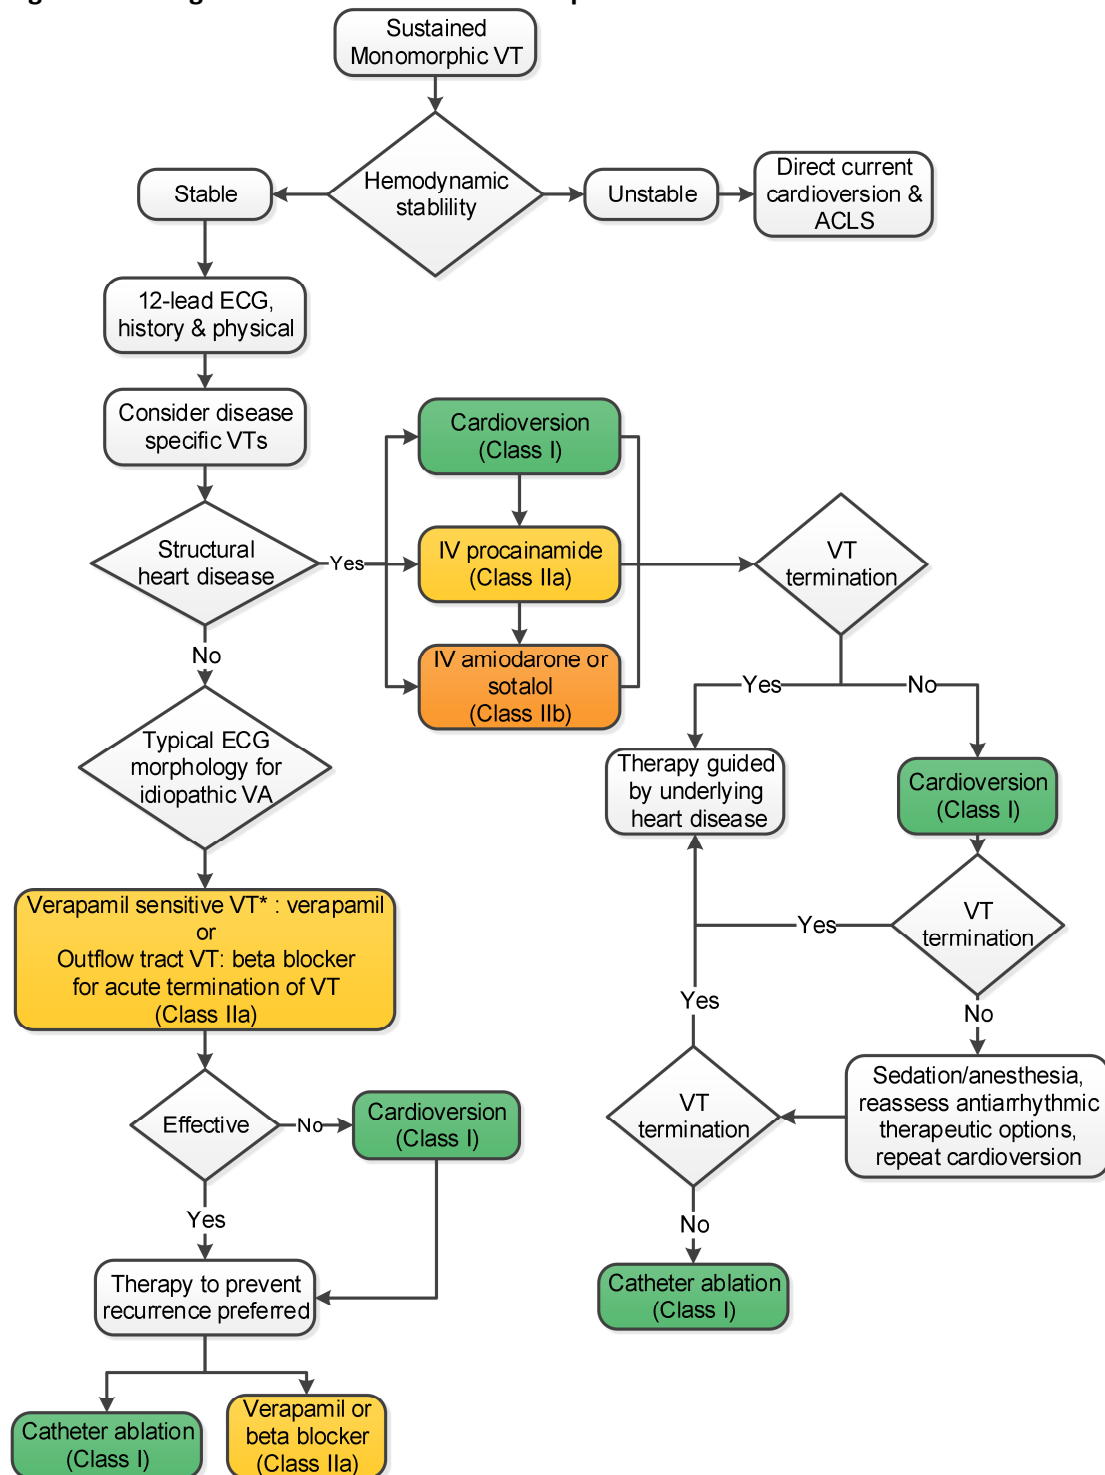 Sustained
Monomorphic VT
Hemodynamic
stablility
Stable
Unstable
Direct current
cardioversion &
ACLS
12-lead ECG,
history & physical
Consider disease
specific VTs
Structural
heart disease
Yes
No
Cardioversion
(Class I)
IV procainamide
(Class IIa)
IV amiodarone or
sotalol
(Class IIb)
VT
termination
Yes
No
Therapy guided
by underlying
heart disease
Cardioversion
(Class I)
VT
termination
Yes
No
Sedation/anesthesia,
reassess antiarrhythmic
therapeutic options,
repeat cardioversion
VT
termination
Yes
No
Catheter ablation
(Class I)
Typical ECG
morphology for
idiopathic VA
Verapamil sensitive VT* : verapamil
or
Outflow tract VT: beta blocker
for acute termination of VT
(Class IIa)
Effective
No
Cardioversion
(Class I)
Yes
Therapy to prevent
recurrence preferred
Catheter ablation
(Class I)
Verapamil or
beta blocker
(Class IIa)